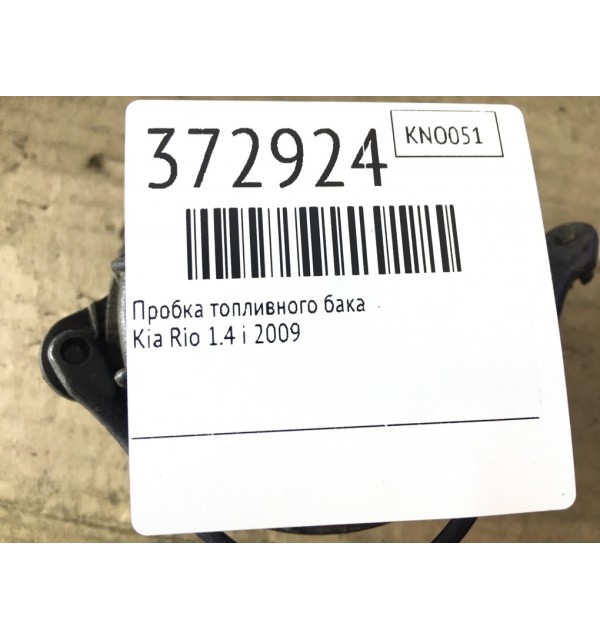 372924
KNO051
Пробка топливного бака
Kia Rio 1.4 i 2009